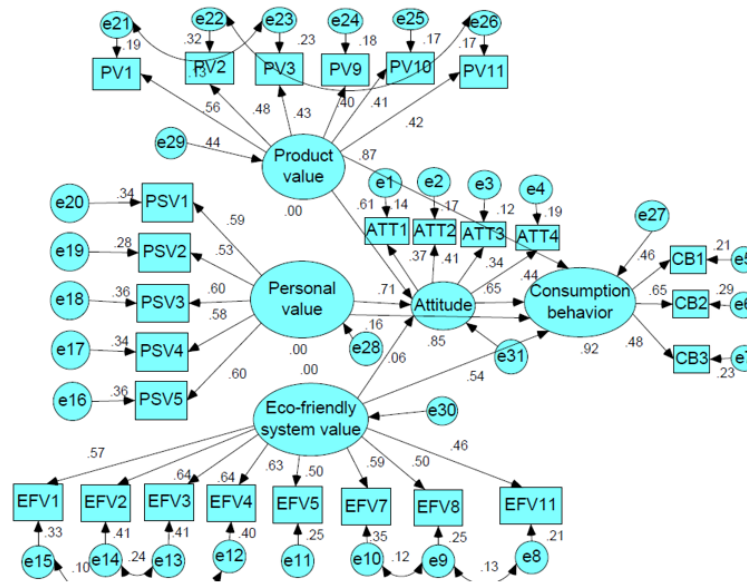 e21 e22 e23 e24 e25 e26
.19 .32 .23 .18 .17 .17
PV1 PV2 PV3 PV9 PV10 PV11
.13
.56 .48 .43 .40 .41 .42
e29 .44
Product
value
.87
.00
e1 e2 e3 e4
.61 .14 .17 .12 .19
ATT1 ATT2 ATT3 ATT4
.37 .41 .34
e20 .34 PSV1
.59
e19 .28 PSV2
.53
e18 .36 PSV3
.60
e17 .34 PSV4
.58
e16 .36 PSV5
.60
Personal
value
.00
.71
.16
e28
Attitude
.65
.85
e31
.44
e27
Consumption
behavior
.92
.46 CB1 .21 e5
.65 CB2 .29 e6
.48 CB3 .23 e7
.00
.06
.54
Eco-friendly
system value
e30
.57 .64 .64 .63 .50 .59 .50 .46
EFV1 EFV2 EFV3 EFV4 EFV5 EFV7 EFV8 EFV11
.33 .41 .41 .40 .25 .35 .25 .21
e15 e14 e13 e12 e11 e10 e9 e8
.10 .24 .12 .13